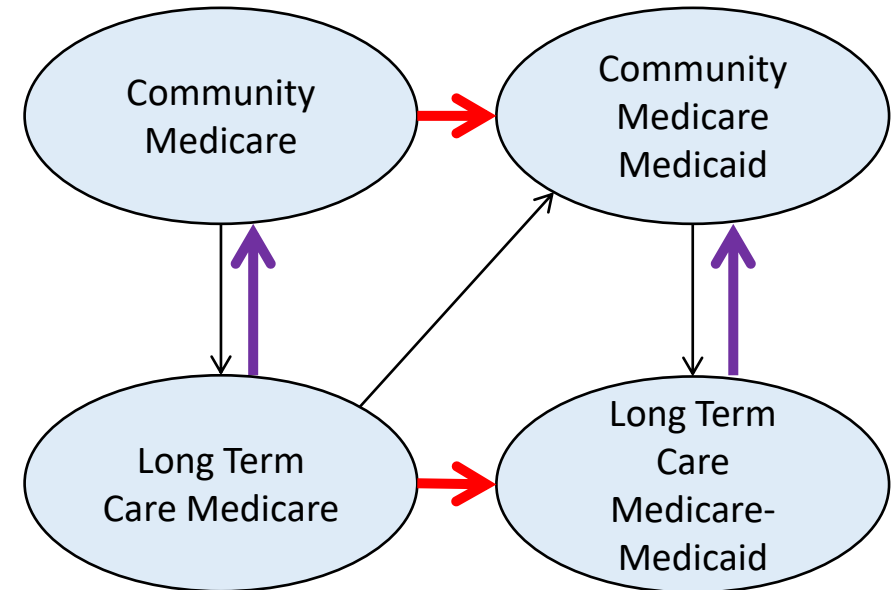 Community
Medicare
Community
Medicare
Medicaid
Long Term
Care Medicare
Long Term
Care
Medicare-
Medicaid